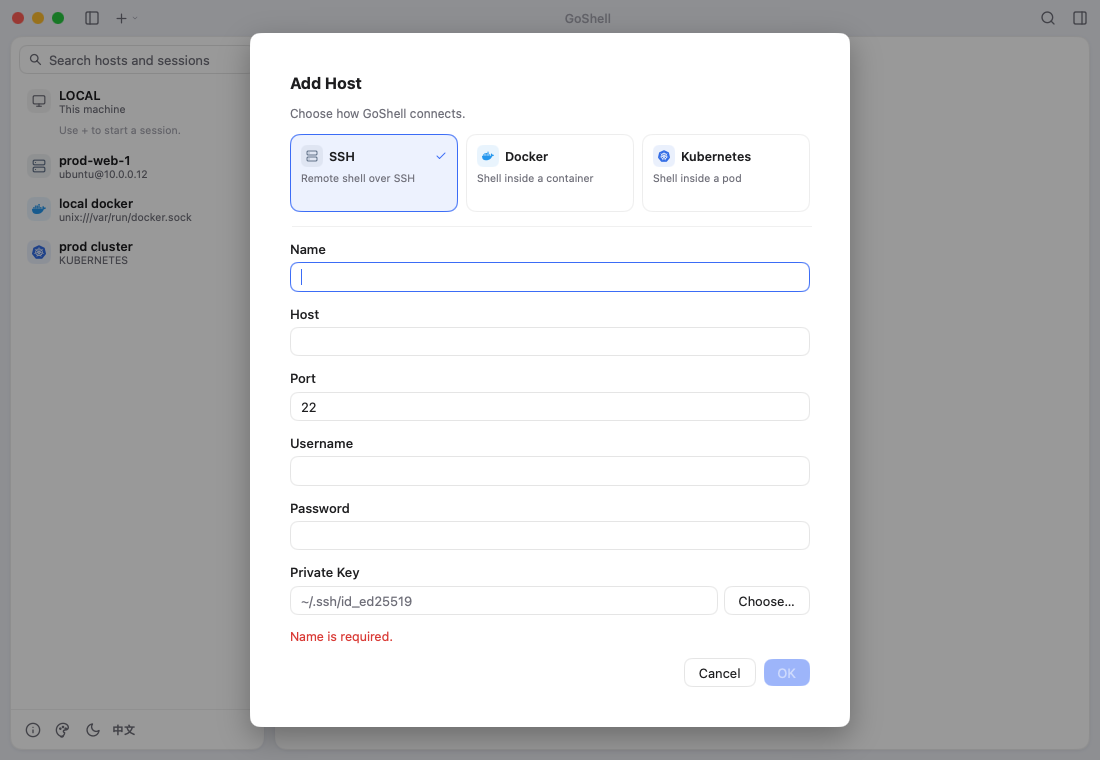 GoShell
Search hosts and sessions
LOCAL
This machine
Use + to start a session.
prod-web-1
ubuntu@10.0.0.12
local docker
unix:///var/run/docker.sock
prod cluster
KUBERNETES
中文
Add Host
Choose how GoShell connects.
SSH
Remote shell over SSH
Docker
Shell inside a container
Kubernetes
Shell inside a pod
Name
Host
Port
22
Username
Password
Private Key
~/.ssh/id_ed25519
Choose...
Name is required.
Cancel
OK